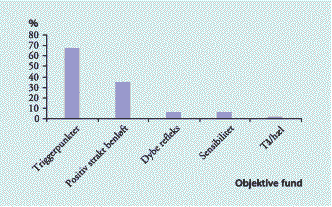 %
80
70
60
50
40
30
20
10
0
Triggerpunkter
Positiv strakt benløft
Dybe refleks
Sensibilitet
Tå/hæl
Objektive fund